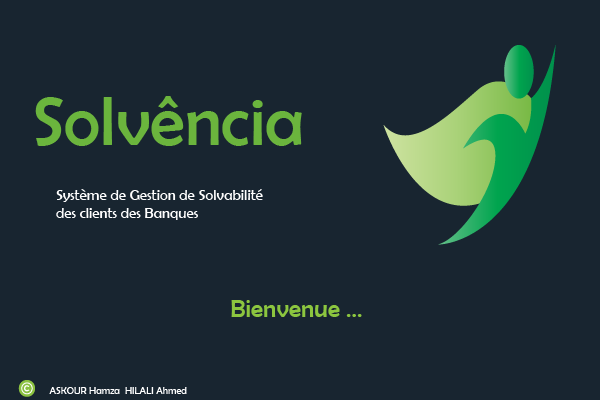 Solvência
Système de Gestion de Solvabilité
des clients des Banques
Bienvenue ...
© ASKOUR Hamza HILALI Ahmed